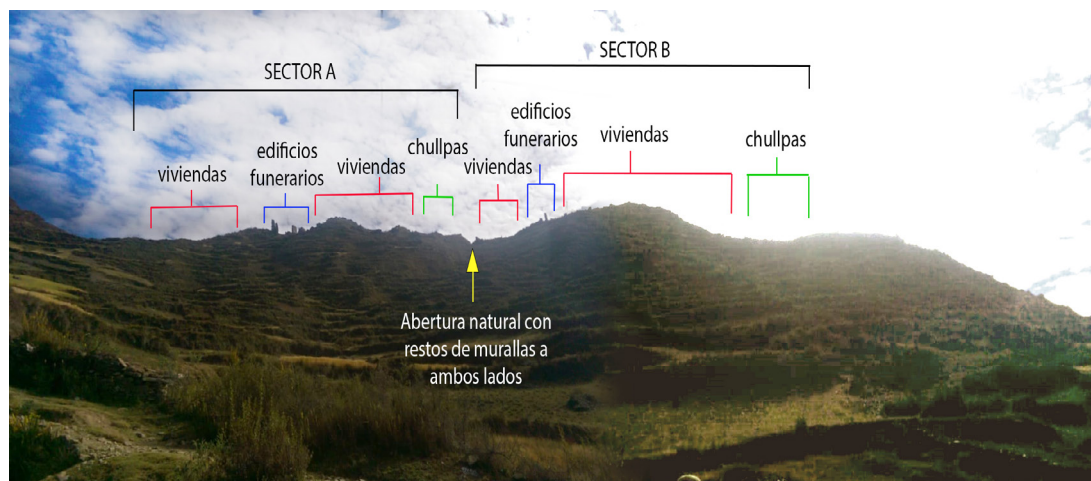 SECTOR A
viviendas
edificios
funerarios
viviendas
chullpas
SECTOR B
viviendas
edificios
funerarios
viviendas
chullpas
Abertura natural con
restos de murallas a
ambos lados